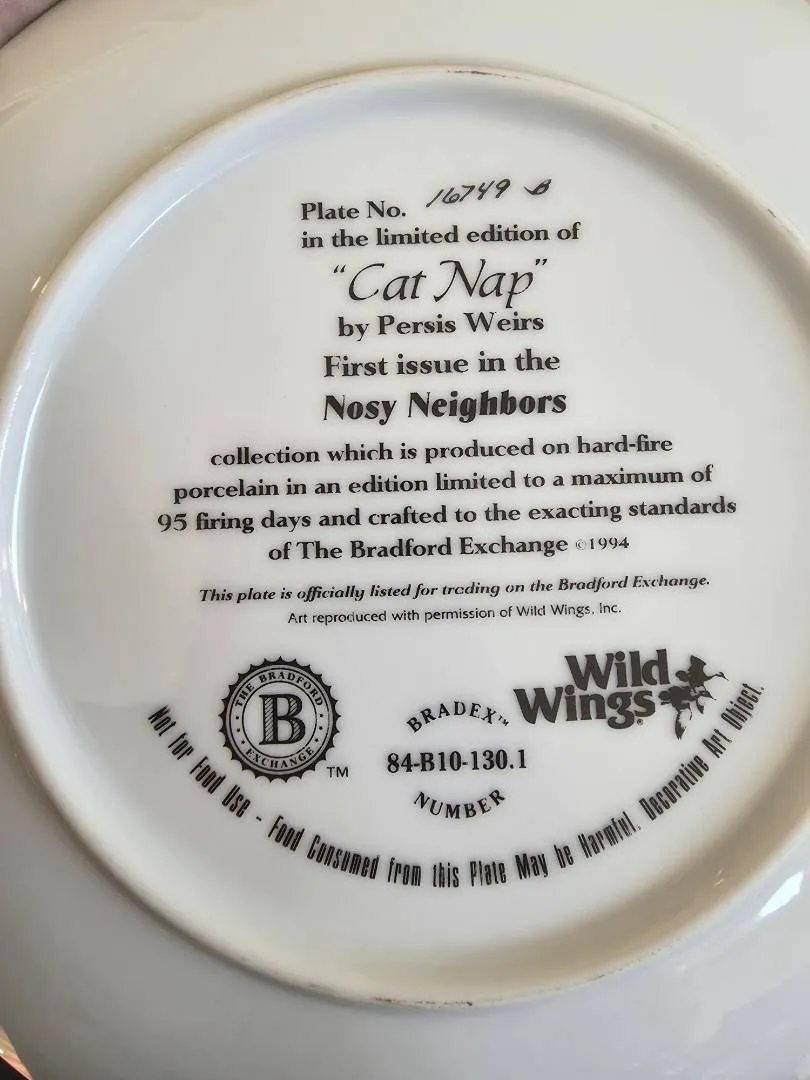 Plate No. 16749 B
in the limited edition of
"Cat Nap"
by Persis Weirs
First issue in the
Nosy Neighbors
collection which is produced on hard-fire
porcelain in an edition limited to a maximum of
95 firing days and crafted to the exacting standards
of The Bradford Exchange ©1994
This plate is officially listed for trading on the Bradford Exchange.
Art reproduced with permission of Wild Wings, Inc.
THE BRADFORD
B
EXCHANGE
TM
BRADEX™
84-B10-130.1
NUMBER
Wild
Wings®
Not for Food Use - Food Consumed from this Plate May be Harmful. Decorative Art Object.